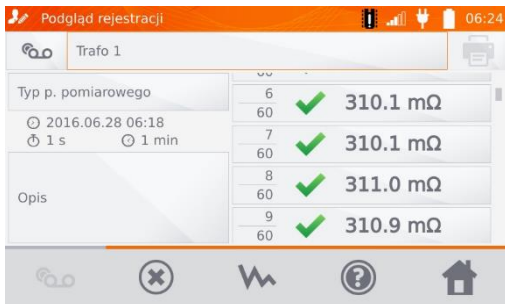 Podgląd rejestracji
06:24
Trafo 1
Typ p. pomiarowego
2016.06.28 06:18
1 s
1 min
Opis
6
60
310.1 mΩ
7
60
310.1 mΩ
8
60
311.0 mΩ
9
60
310.9 mΩ